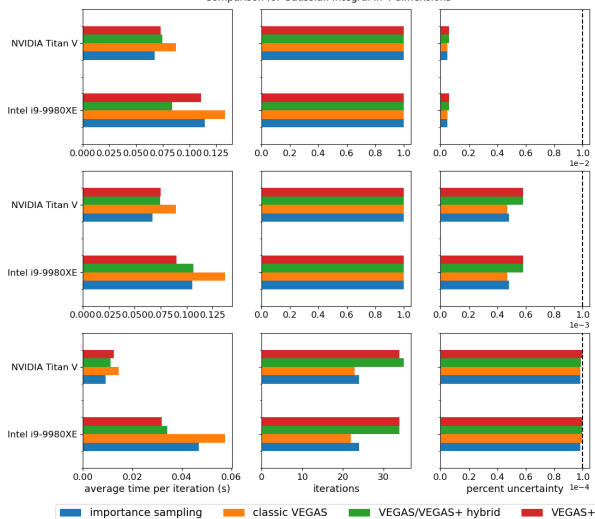 Comparison for Gaussian Integral in 4 dimensions
NVIDIA Titan V
Intel i9-9980XE
0.000 0.025 0.050 0.075 0.100 0.125
0.0 0.2 0.4 0.6 0.8 1.0
0.0 0.2 0.4 0.6 0.8 1.0
1e-2
NVIDIA Titan V
Intel i9-9980XE
0.000 0.025 0.050 0.075 0.100 0.125
0.0 0.2 0.4 0.6 0.8 1.0
0.0 0.2 0.4 0.6 0.8 1.0
1e-3
NVIDIA Titan V
Intel i9-9980XE
0.00 0.02 0.04 0.06
0 10 20 30
0.0 0.2 0.4 0.6 0.8 1.0
1e-4
average time per iteration (s)
iterations
percent uncertainty
importance sampling
classic VEGAS
VEGAS/VEGAS+ hybrid
VEGAS+